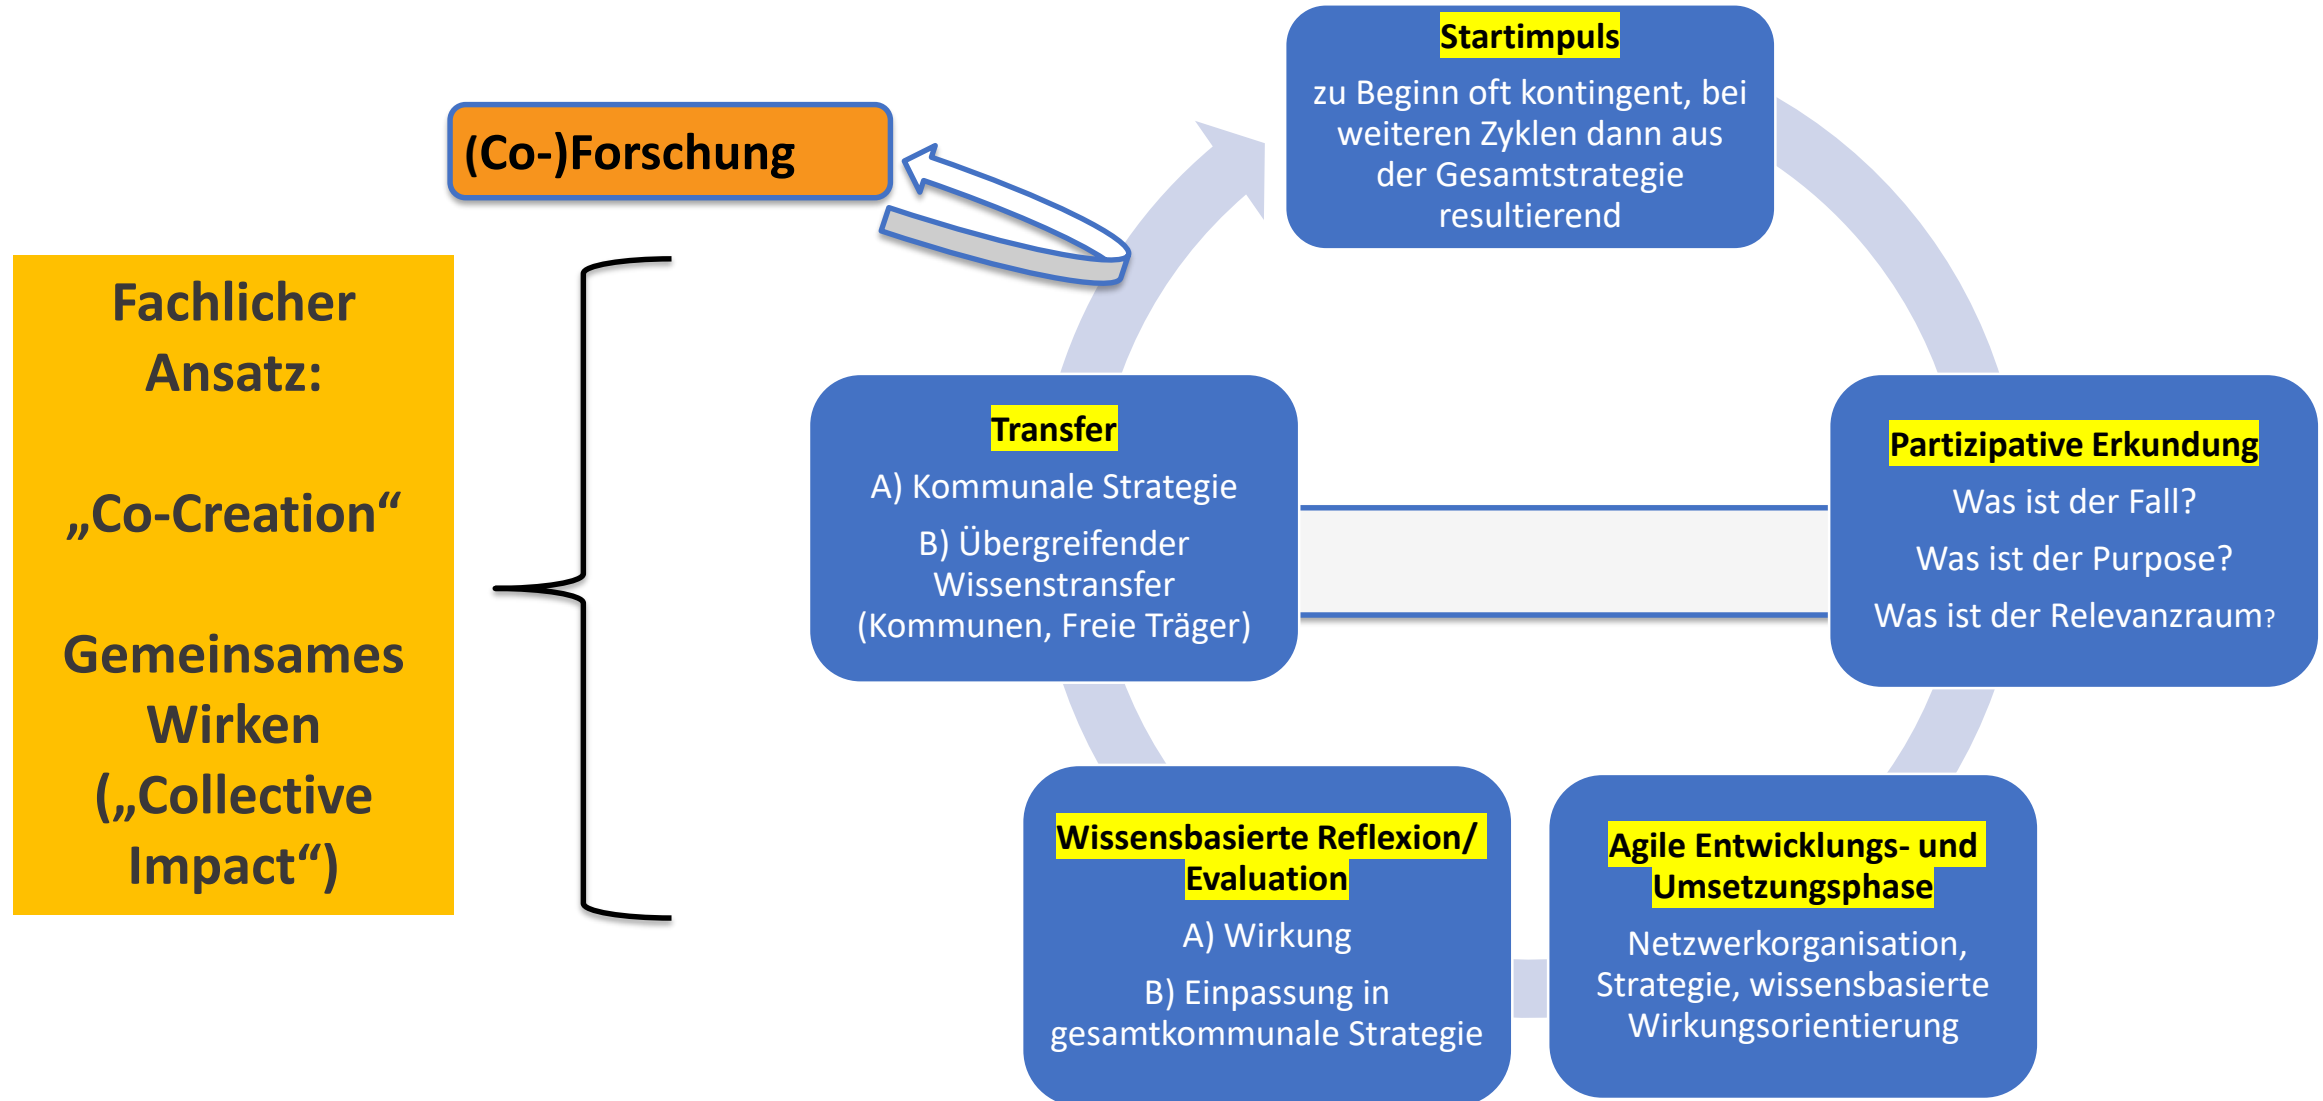 Startimpuls
zu Beginn oft kontingent, bei
weiteren Zyklen dann aus
der Gesamtstrategie
resultierend
(Co-)Forschung
Fachlicher
Ansatz:
„Co-Creation“
Gemeinsames
Wirken
(„Collective
Impact“)
Transfer
A) Kommunale Strategie
B) Übergreifender
Wissenstransfer
(Kommunen, Freie Träger)
Partizipative Erkundung
Was ist der Fall?
Was ist der Purpose?
Was ist der Relevanzraum?
Wissensbasierte Reflexion/
Evaluation
A) Wirkung
B) Einpassung in
gesamtkommunale Strategie
Agile Entwicklungs- und
Umsetzungsphase
Netzwerkorganisation,
Strategie, wissensbasierte
Wirkungsorientierung